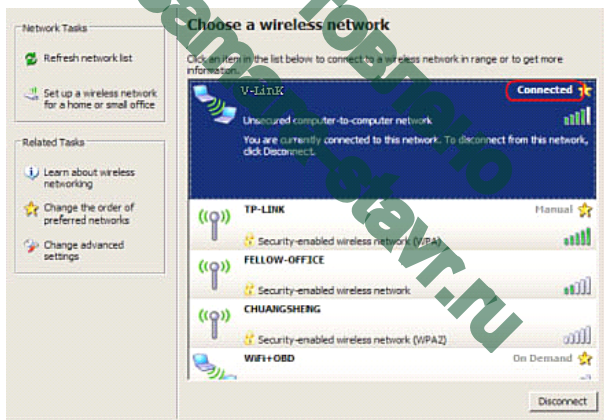 Network Tasks
Refresh network list
Set up a wireless network
for a home or small office
Related Tasks
Learn about wireless
networking
Change the order of
preferred networks
Change advanced
settings
Choose a wireless network
Click an item in the list below to connect to a wireless network in range or to get more
information.
V-LinK
Connected
Unsecured computer-to-computer network
You are currently connected to this network. To disconnect from this network,
click Disconnect.
TP-LINK
Manual
Security-enabled wireless network (WPA)
FELLOW-OFFICE
Security-enabled wireless network
CHUANGSHENG
Security-enabled wireless network (WPA2)
WiFi+OBD
On Demand
Disconnect